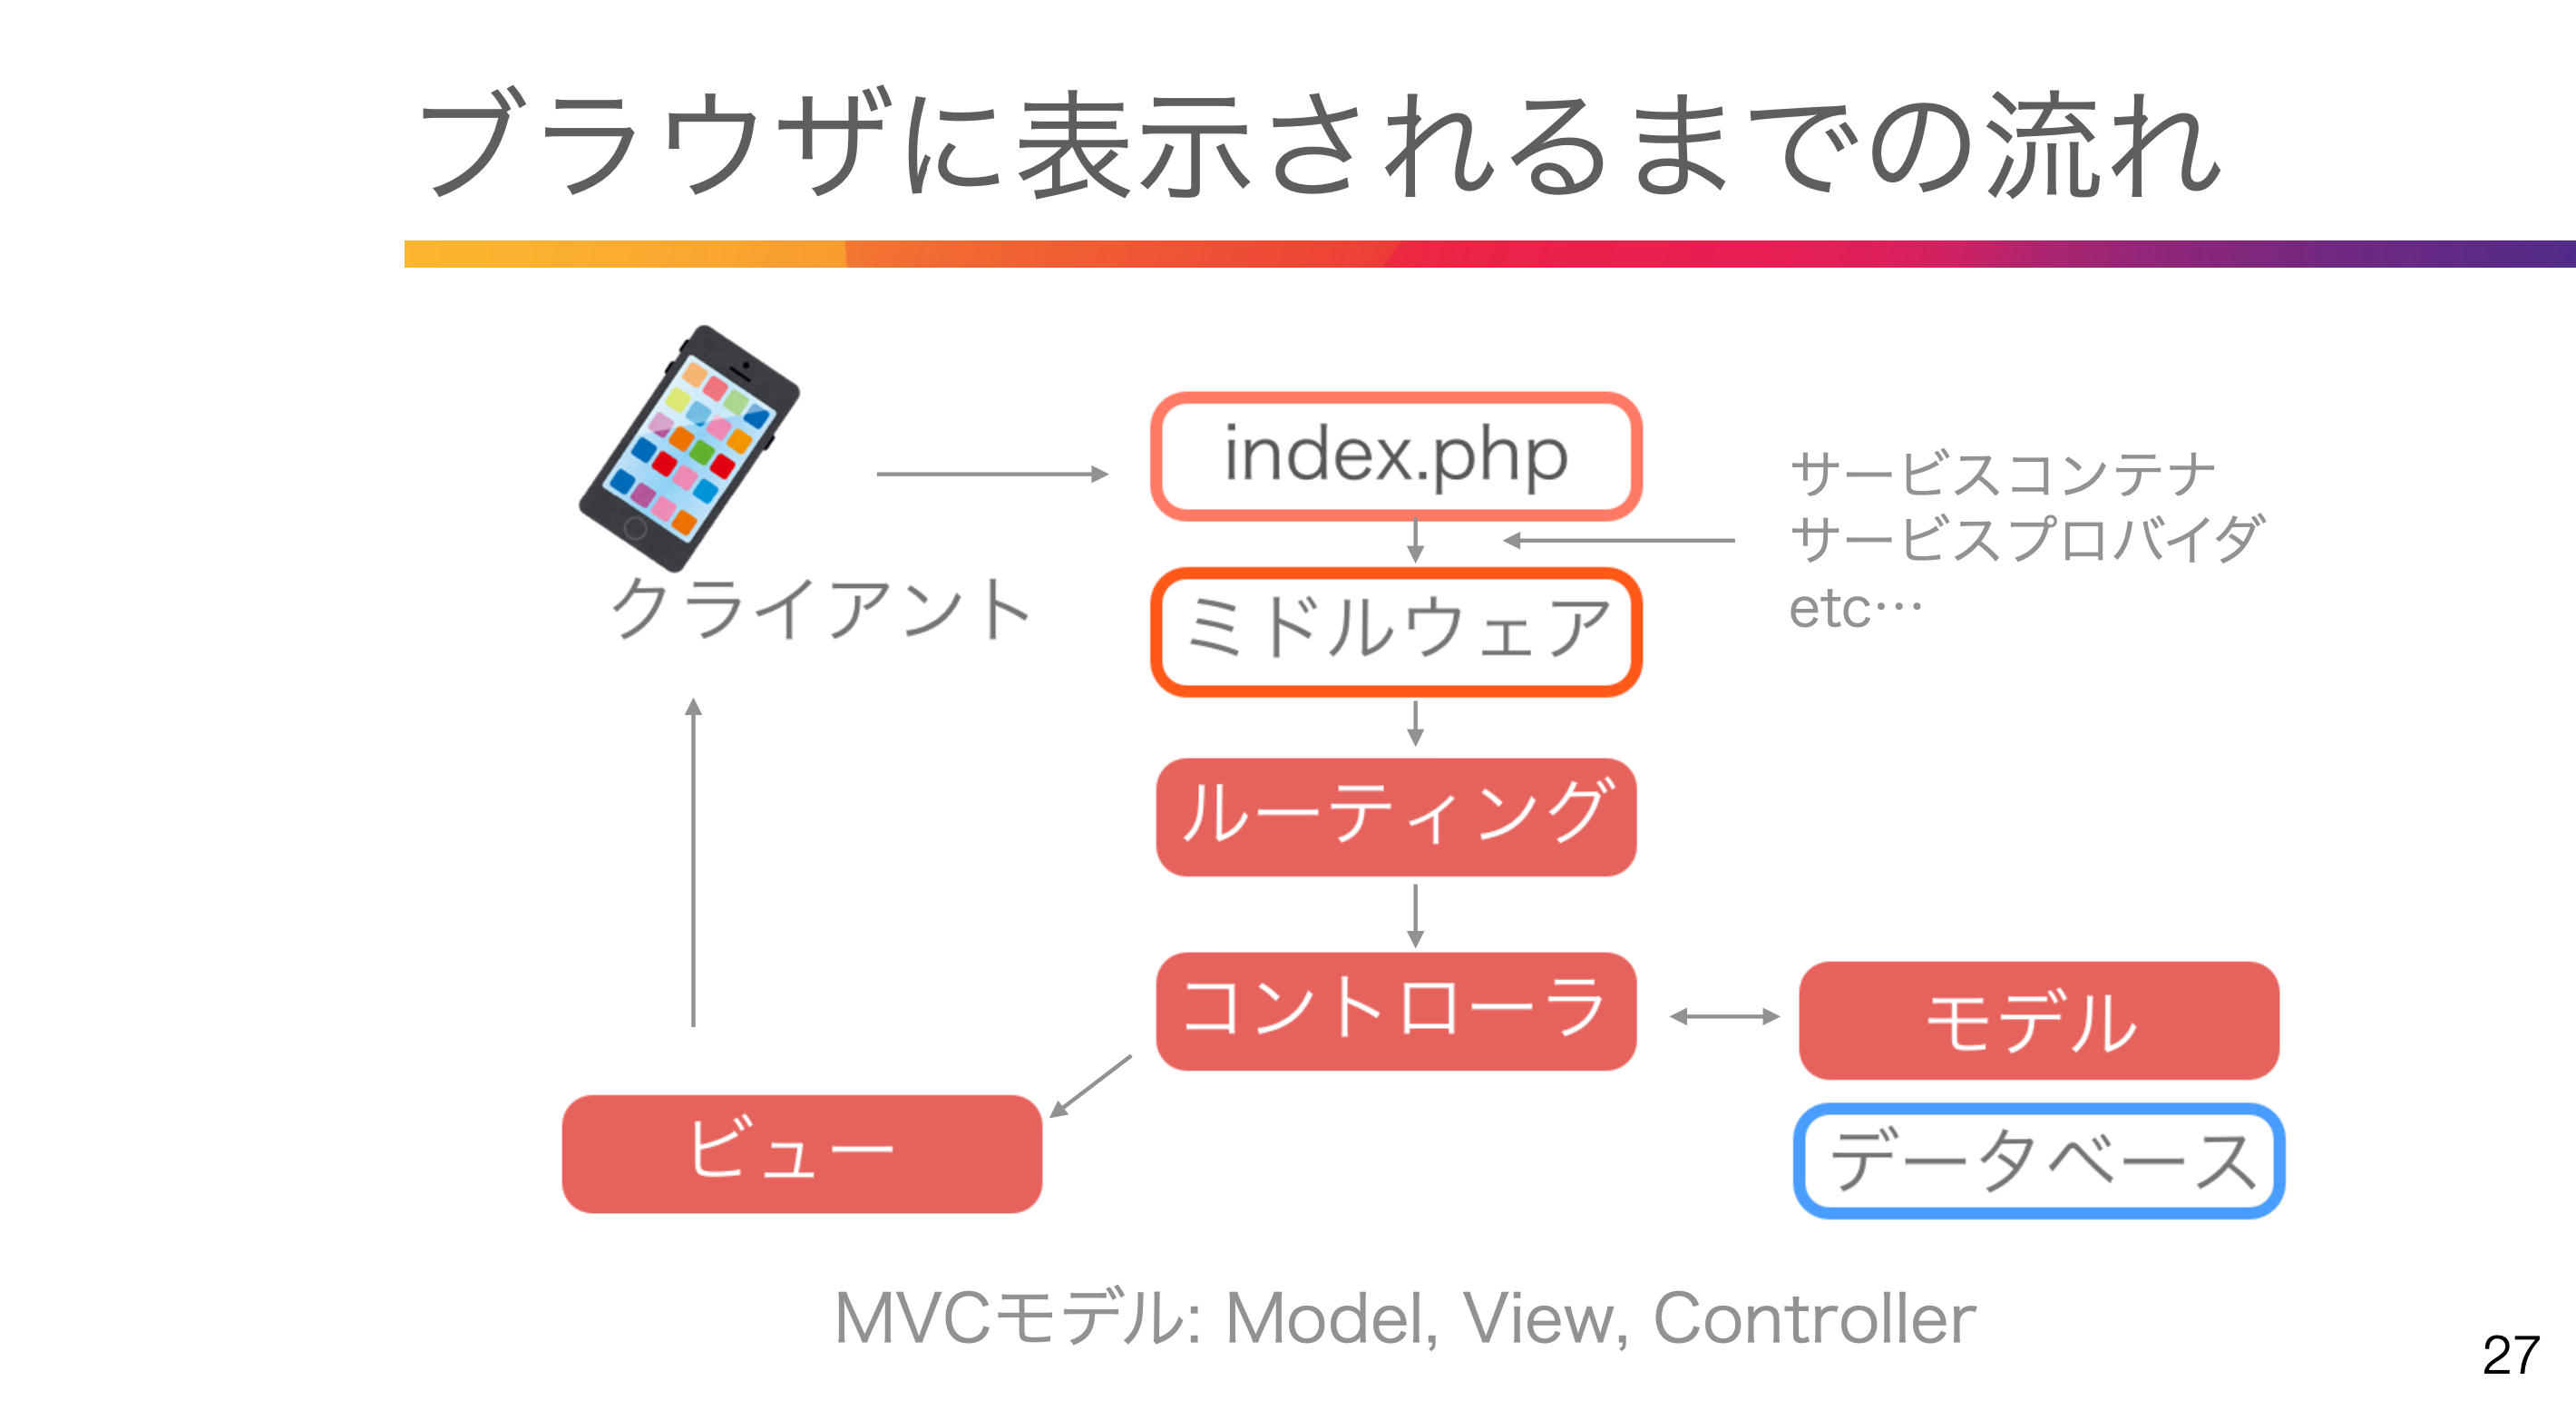 ブラウザに表示されるまでの流れ
index.php
サービスコンテナ
サービスプロバイダ
etc…
クライアント
ミドルウェア
ルーティング
コントローラ
モデル
ビュー
データベース
MVCモデル: Model, View, Controller
27